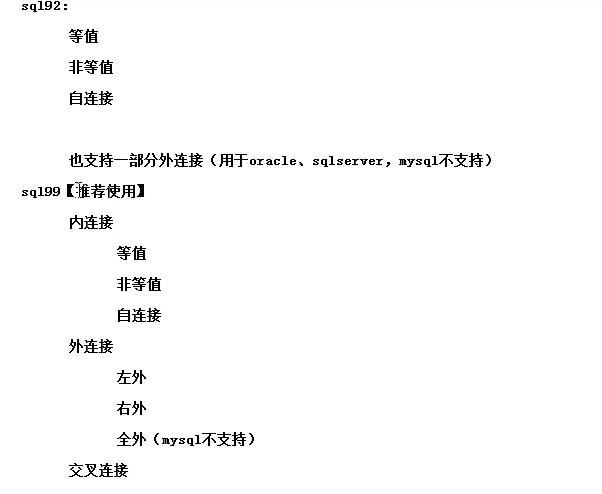 sql92:
等值
非等值
自连接
也支持一部分外连接（用于oracle、sqlserver，mysql不支持）
sql99【推荐使用】
内连接
等值
非等值
自连接
外连接
左外
右外
全外（mysql不支持）
交叉连接